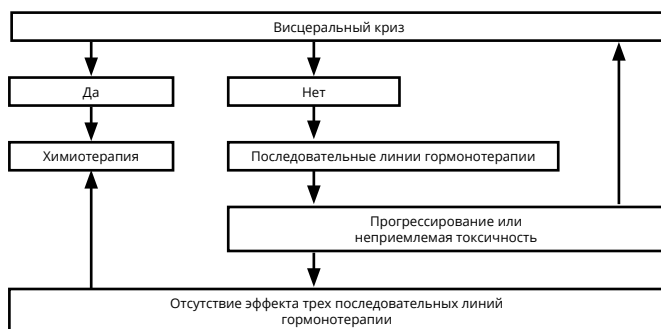 Висцеральный криз
Да
Нет
Химиотерапия
Последовательные линии гормонотерапии
Прогрессирование или
неприемлемая токсичность
Отсутствие эффекта трех последовательных линий
гормонотерапии